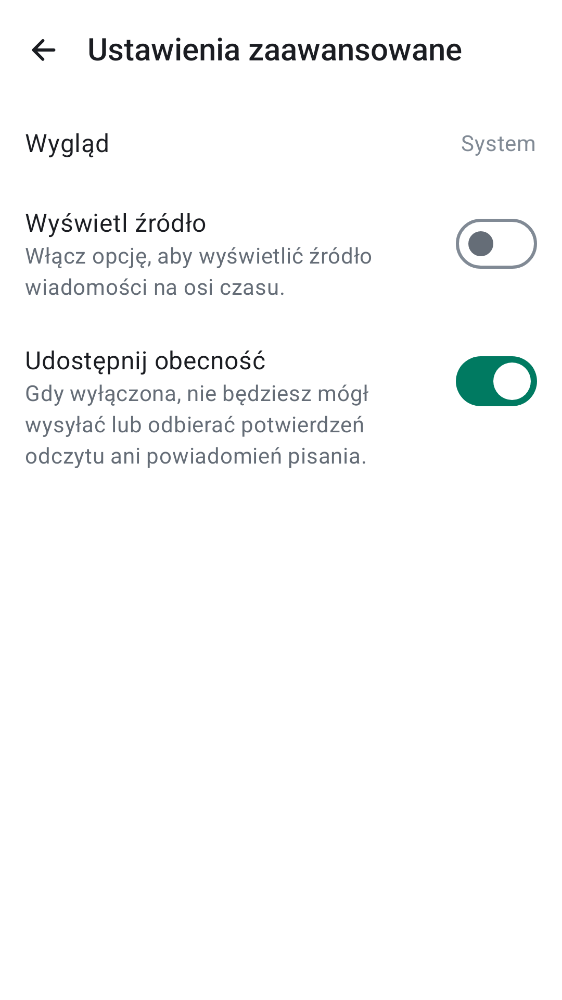 Ustawienia zaawansowane
Wygląd
System
Wyświetl źródło
Włącz opcję, aby wyświetlić źródło
wiadomości na osi czasu.
Udostępnij obecność
Gdy wyłączona, nie będziesz mógł
wysyłać lub odbierać potwierdzeń
odczytu ani powiadomień pisania.